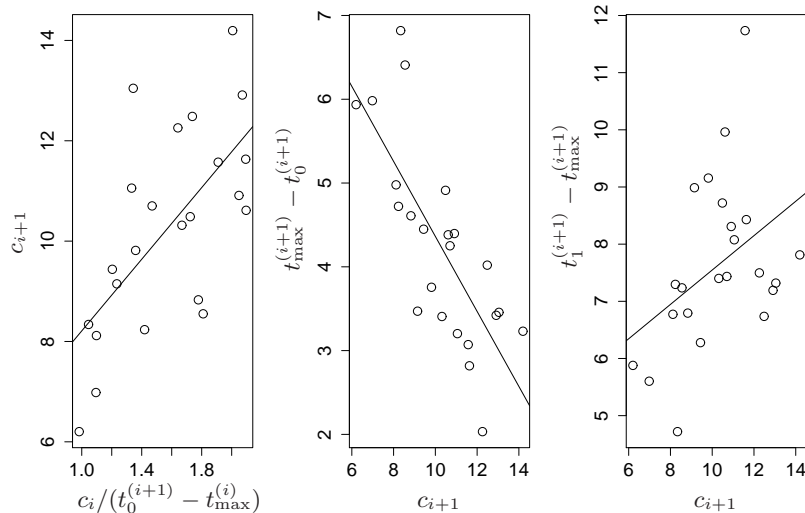 14
12
10
8
6
c_{i+1}
1.0 1.4 1.8
c_i/(t_0^{(i+1)} − t_max^{(i)})
7
6
5
4
3
2
t_max^{(i+1)} − t_0^{(i+1)}
6 8 10 12 14
c_{i+1}
12
11
10
9
8
7
6
5
t_1^{(i+1)} − t_max^{(i+1)}
6 8 10 12 14
c_{i+1}